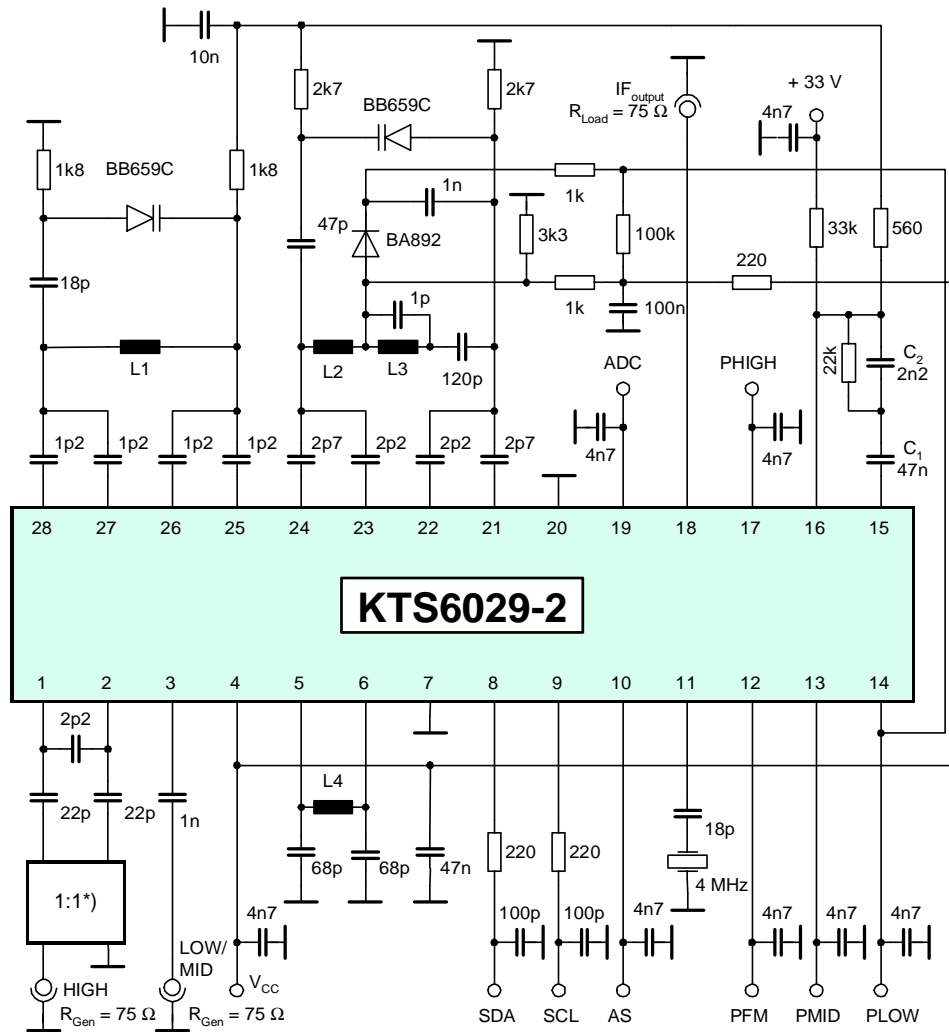 10n
2k7
2k7
IF output
R Load = 75 Ω
+ 33 V
4n7
BB659C
1k8
BB659C
1k8
1n
1k
47p
BA892
3k3
100k
33k
560
220
18p
1p
1k
100n
L1
L2
L3
120p
ADC
PHIGH
22k
C2
2n2
1p2
1p2
1p2
1p2
2p7
2p2
2p2
2p7
4n7
4n7
C1
47n
28
27
26
25
24
23
22
21
20
19
18
17
16
15
KTS6029-2
1
2
3
4
5
6
7
8
9
10
11
12
13
14
2p2
L4
22p
22p
1n
18p
68p
68p
47n
220
220
4 MHz
1:1*)
4n7
100p
100p
4n7
4n7
4n7
4n7
LOW/
MID
HIGH
VCC
R Gen = 75 Ω
R Gen = 75 Ω
SDA
SCL
AS
PFM
PMID
PLOW